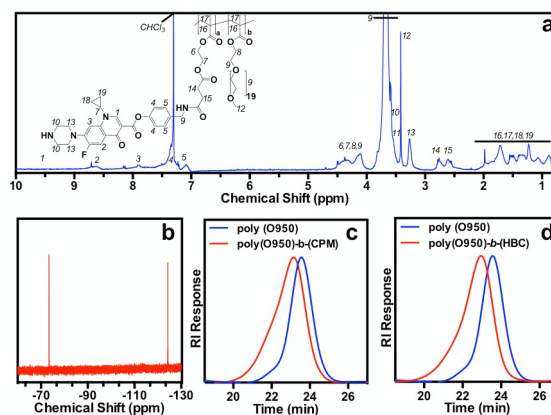 a
CHCl3
17
17
16 a
16 b
6
7
8
9
9
19
12
14
15
NH
9
19
18
7
1
10
13
3
HN
N
N
10
13
F
2
4
5
4
5
9
10
11
12
13
6,7,8,9
14
15
16,17,18,19
1
2
3
4
5
10 9 8 7 6 5 4 3 2 1
Chemical Shift (ppm)
b
-70 -90 -110 -130
Chemical Shift (ppm)
c
poly (O950)
poly(O950)-b-(CPM)
RI Response
20 22 24 26
Time (min)
d
poly (O950)
poly(O950)-b-(HBC)
RI Response
20 22 24 26
Time (min)